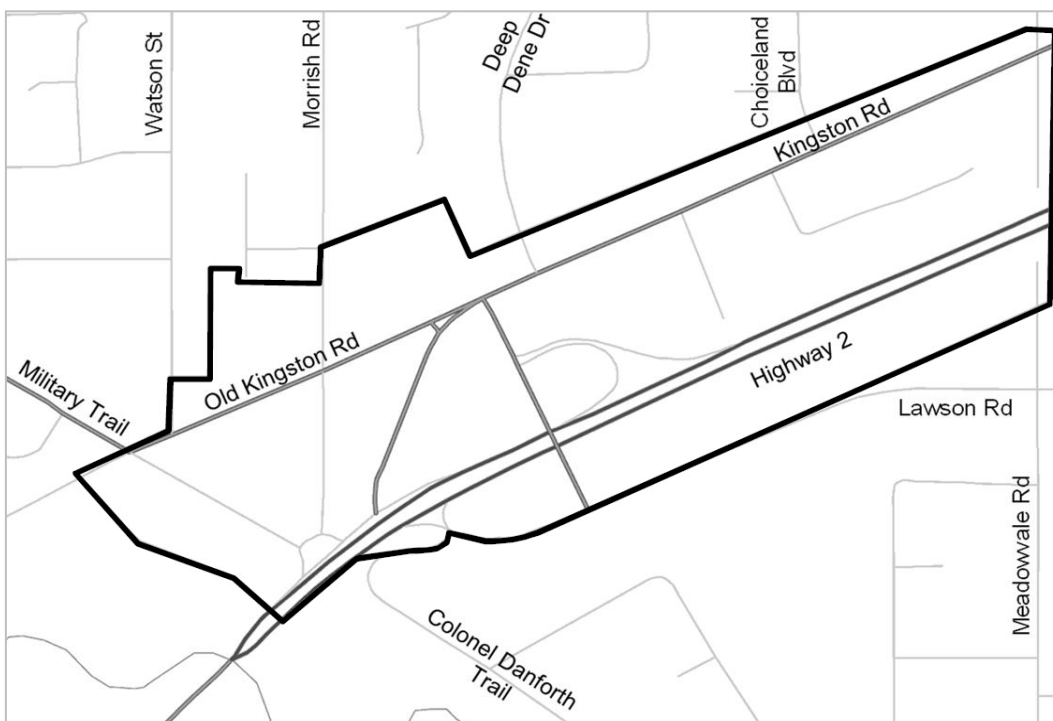 Watson St
Morrish Rd
Deep
Dene Dr
Choiceland
Blvd
Kingston Rd
Old Kingston Rd
Military Trail
Highway 2
Lawson Rd
Meadowvale Rd
Colonel Danforth
Trail